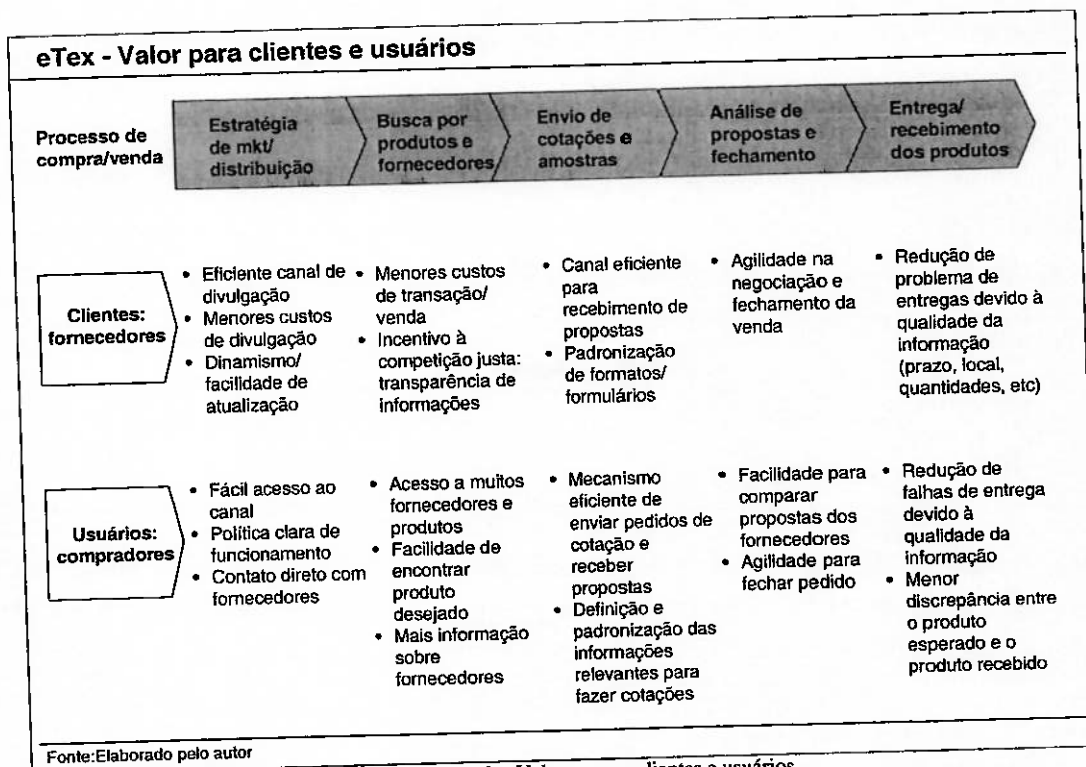 eTex - Valor para clientes e usuários
Processo de
compra/venda
Estratégia
de mkt/
distribuição
Busca por
produtos e
fornecedores
Envio de
cotações e
amostras
Análise de
propostas e
fechamento
Entrega/
recebimento
dos produtos
Clientes:
fornecedores
• Eficiente canal de
divulgação
• Menores custos
de divulgação
• Dinamismo/
facilidade de
atualização
• Menores custos
de transação/
venda
• Incentivo à
competição justa:
transparência de
informações
• Canal eficiente
para
recebimento de
propostas
• Padronização
de formatos/
formulários
• Agilidade na
negociação e
fechamento da
venda
• Redução de
problema de
entregas devido à
qualidade da
informação
(prazo, local,
quantidades, etc)
Usuários:
compradores
• Fácil acesso ao
canal
• Política clara de
funcionamento
• Contato direto com
fornecedores
• Acesso a muitos
fornecedores e
produtos
• Facilidade de
encontrar
produto
desejado
• Mais informação
sobre
fornecedores
• Mecanismo
eficiente de
enviar pedidos de
cotação e
receber
propostas
• Definição e
padronização das
informações
relevantes para
fazer cotações
• Facilidade para
comparar
propostas dos
fornecedores
• Agilidade para
fechar pedido
• Redução de
falhas de entrega
devido à
qualidade da
informação
• Menor
discrepância entre
o produto
esperado e o
produto recebido
Fonte:Elaborado pelo autor
clientes e usuários